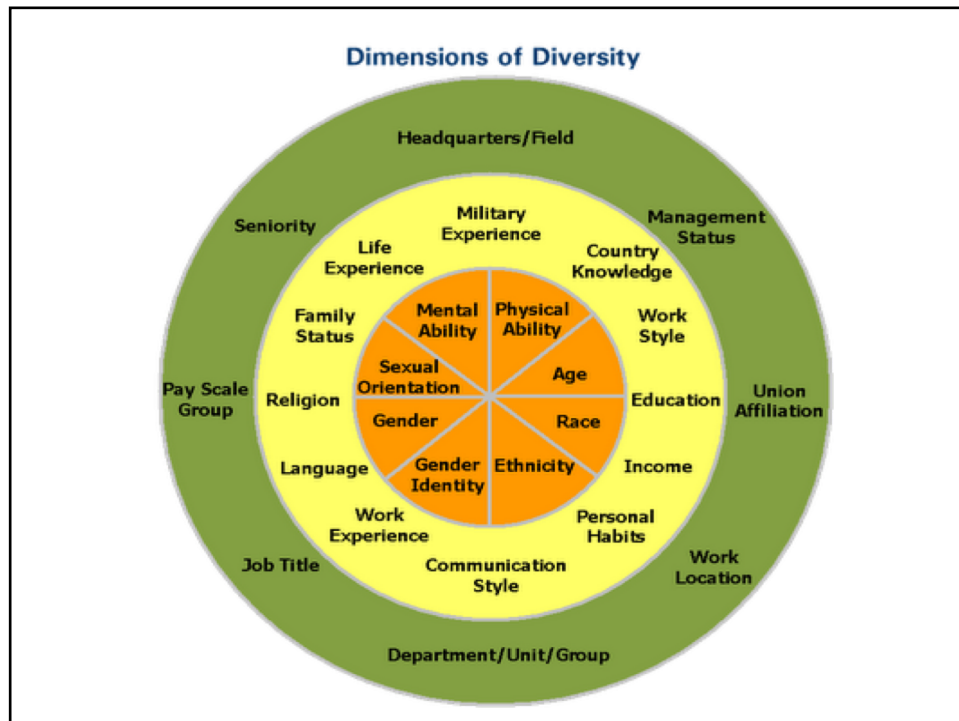 Dimensions of Diversity
Headquarters/Field
Seniority
Management
Status
Pay Scale
Group
Union
Affiliation
Job Title
Work
Location
Department/Unit/Group
Military
Experience
Life
Experience
Country
Knowledge
Family
Status
Work
Style
Religion
Education
Language
Income
Work
Experience
Personal
Habits
Communication
Style
Mental
Ability
Physical
Ability
Sexual
Orientation
Age
Gender
Race
Gender
Identity
Ethnicity